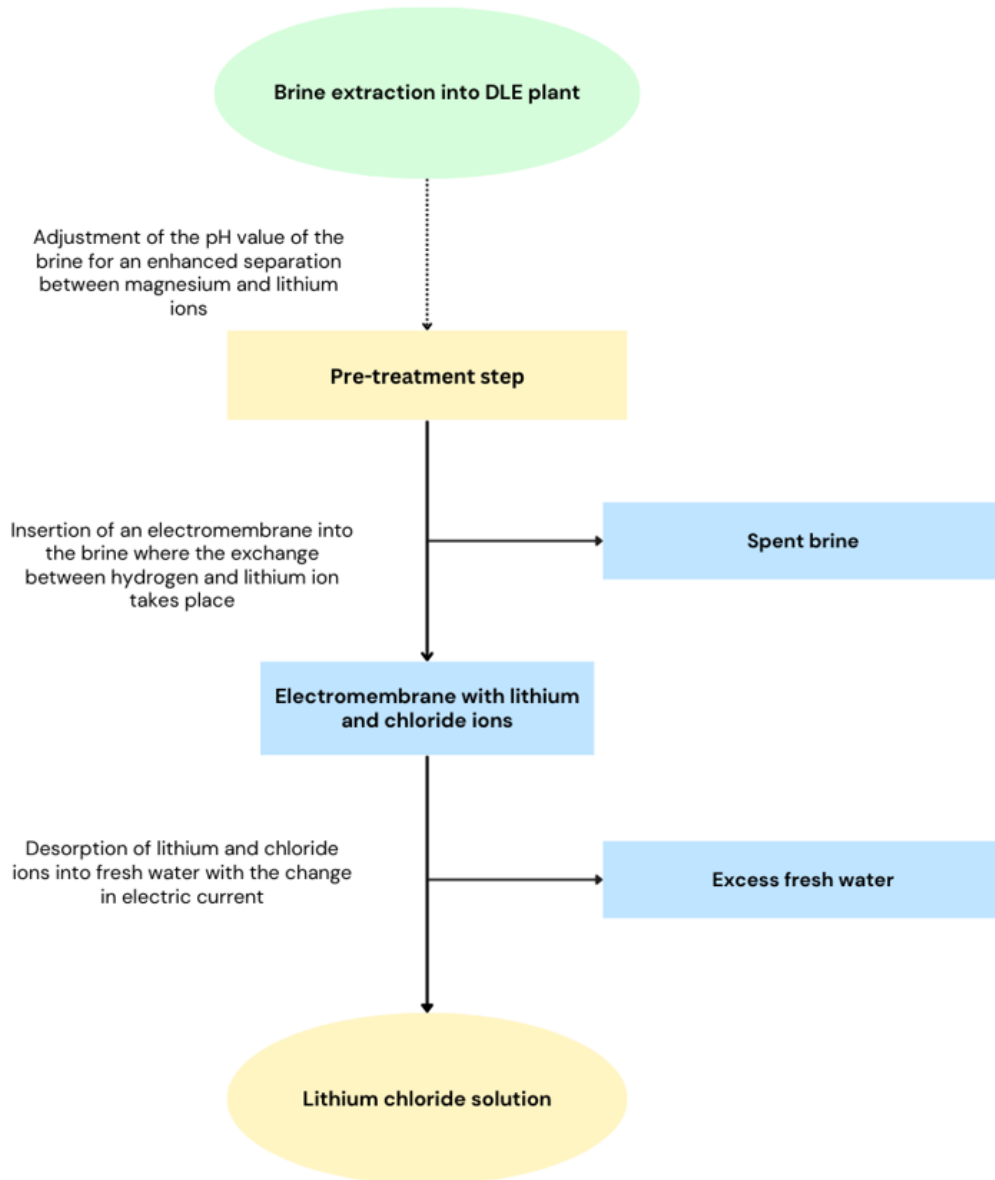 Brine extraction into DLE plant
Adjustment of the pH value of the
brine for an enhanced separation
between magnesium and lithium
ions
Pre-treatment step
Insertion of an electromembrane into
the brine where the exchange
between hydrogen and lithium ion
takes place
Spent brine
Electromembrane with lithium
and chloride ions
Desorption of lithium and chloride
ions into fresh water with the change
in electric current
Excess fresh water
Lithium chloride solution